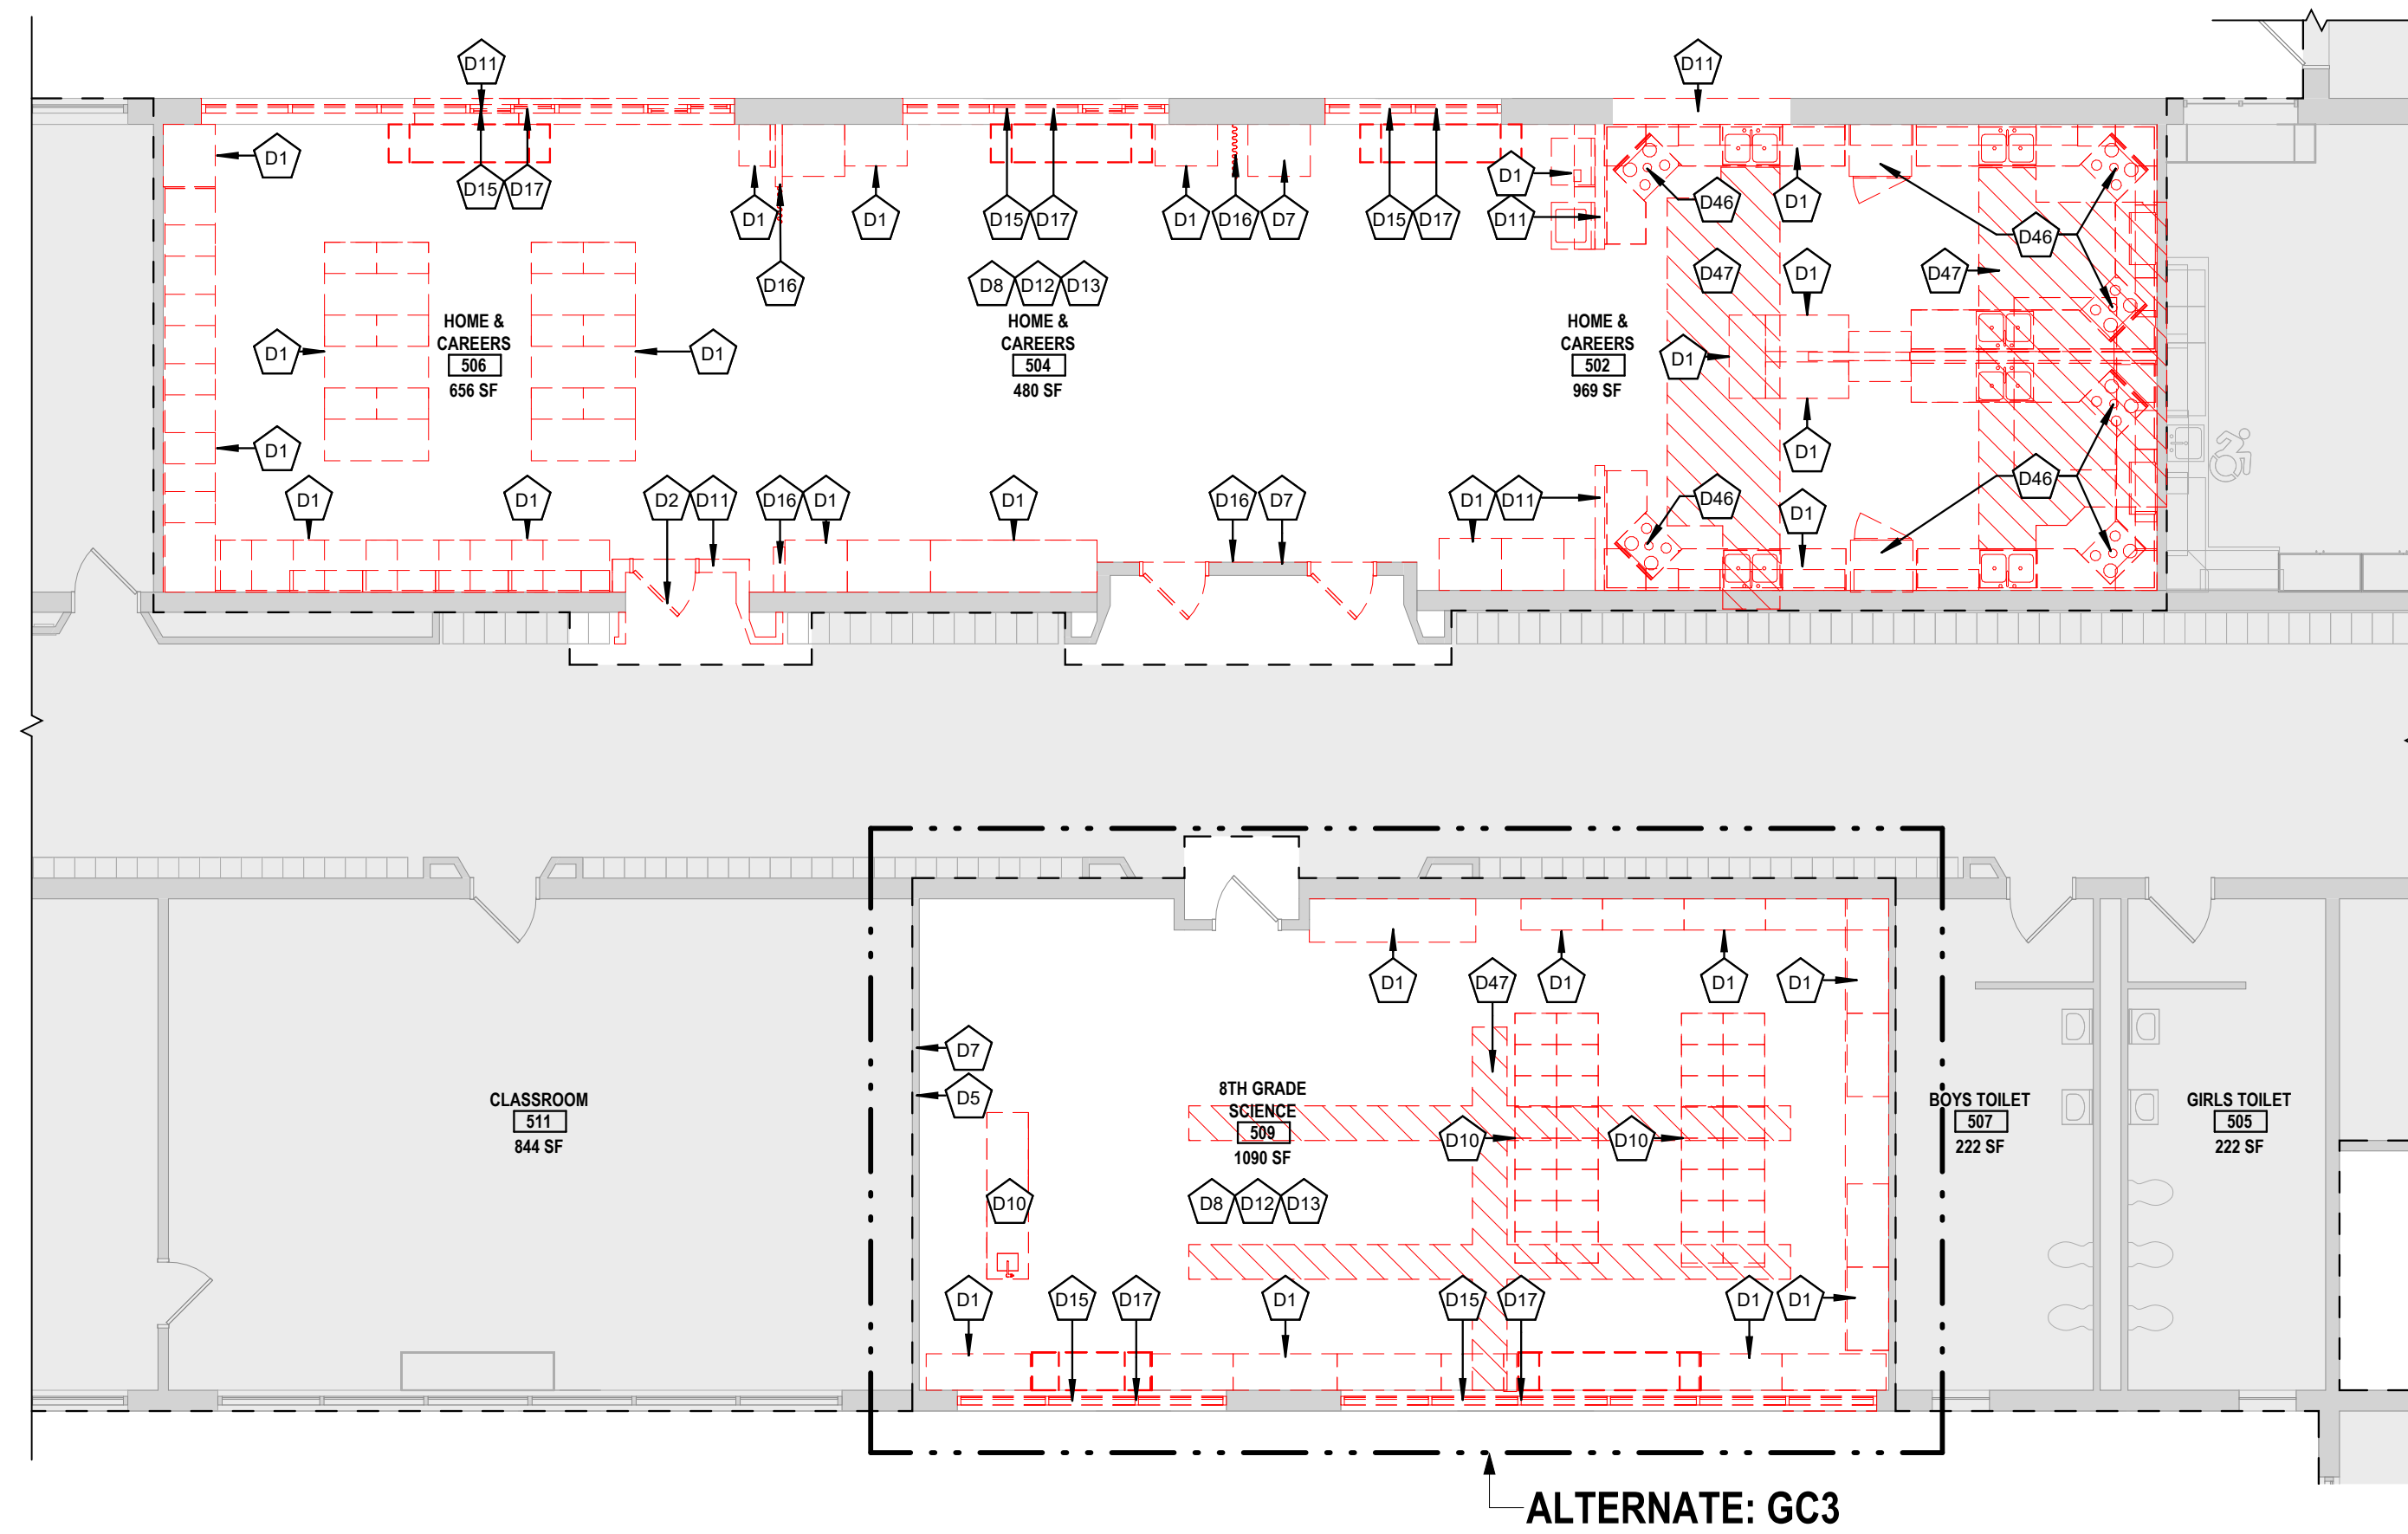 D11
D11
D1
D15
D17
D1
D1
D15
D17
D1
D16
D7
D15
D17
D1
D11
D46
D1
D46
D16
D8
D12
D13
D47
D1
D47
HOME &
CAREERS
506
656 SF
HOME &
CAREERS
504
480 SF
HOME &
CAREERS
502
969 SF
D1
D1
D1
D1
D1
D1
D1
D2
D11
D16
D1
D1
D16
D7
D1
D11
D46
D1
D46
D1
D1
D1
D47
D1
D1
D7
D5
CLASSROOM
511
844 SF
8TH GRADE
SCIENCE
509
1090 SF
D10
D10
BOYS TOILET
507
222 SF
GIRLS TOILET
505
222 SF
D10
D8
D12
D13
D1
D15
D17
D1
D15
D17
D1
D1
ALTERNATE: GC3